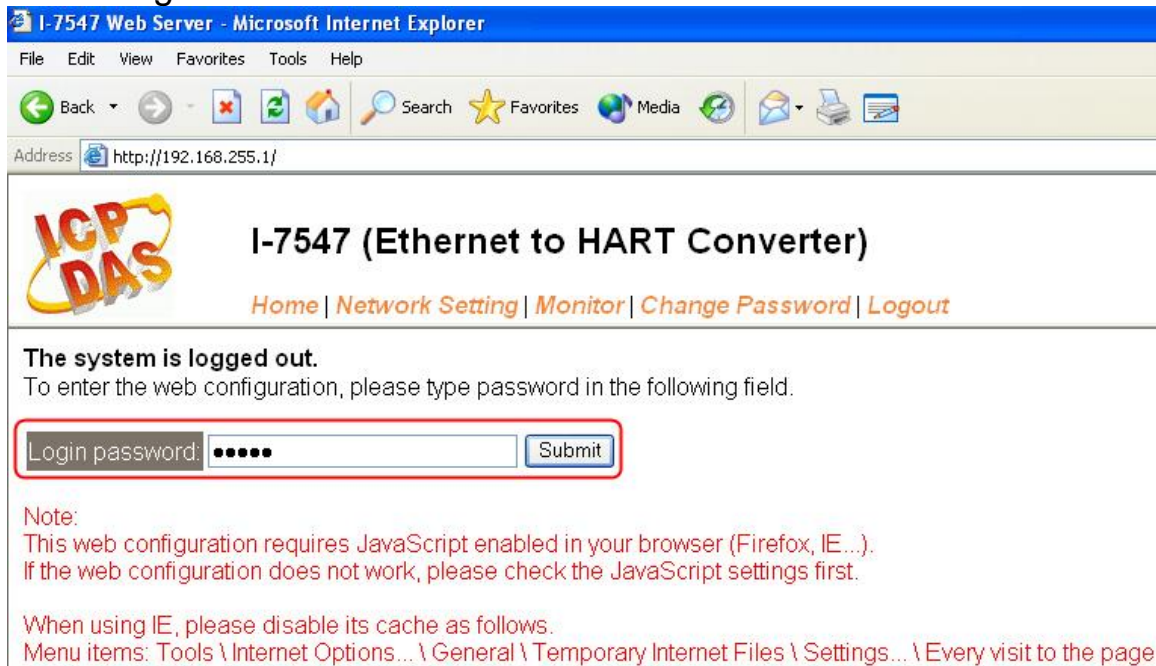 I-7547 Web Server - Microsoft Internet Explorer
File Edit View Favorites Tools Help
Back Search Favorites Media
Address http://192.168.255.1/
ICP DAS
I-7547 (Ethernet to HART Converter)
Home | Network Setting | Monitor | Change Password | Logout
The system is logged out.
To enter the web configuration, please type password in the following field.
Login password: ••••• Submit
Note:
This web configuration requires JavaScript enabled in your browser (Firefox, IE...).
If the web configuration does not work, please check the JavaScript settings first.
When using IE, please disable its cache as follows.
Menu items: Tools \ Internet Options... \ General \ Temporary Internet Files \ Settings... \ Every visit to the page